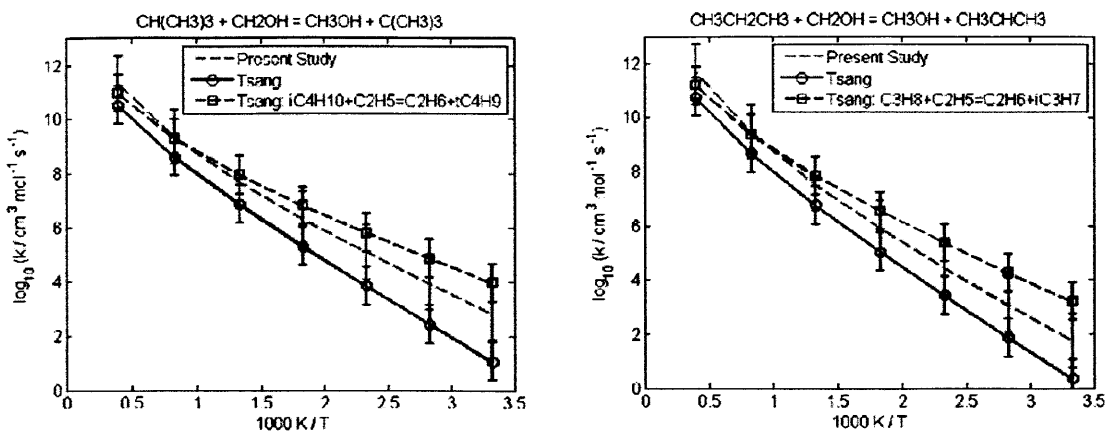 CH(CH3)3 + CH2OH = CH3OH + C(CH3)3
Present Study
Tsang
Tsang: iC4H10+C2H5=C2H6+tC4H9
log10 (k / cm3 mcl-1 s-1)
12
10
8
6
4
2
0
0
0.5
1
1.5
2
2.5
3
3.5
1000 K / T
CH3CH2CH3 + CH2OH = CH3OH + CH3CHCH3
Present Study
Tsang
Tsang: C3H8+C2H5=C2H6+iC3H7
log10 (k / cm3 mol-1 s-1)
12
10
8
6
4
2
0
0
0.5
1
1.5
2
2.5
3
3.5
1000 K / T